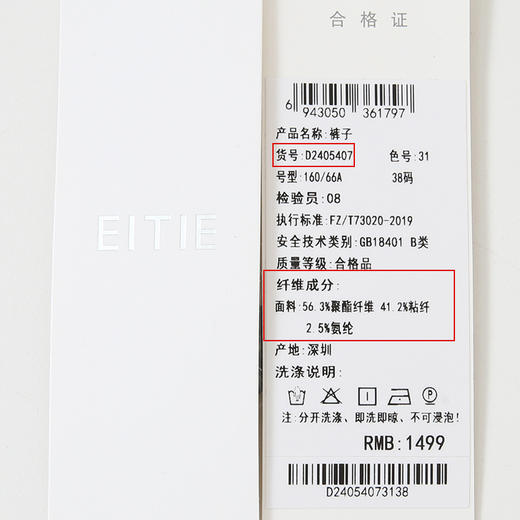 EITIE
合格证
6 943050 361797
产品名称:裤子
货号:D2405407 色号:31
号型:160/66A 38码
检验员:08
执行标准:FZ/T73020-2019
安全技术类别:GB18401 B类
质量等级:合格品
纤维成分:
面料:56.3%聚酯纤维 41.2%粘纤
2.5%氨纶
产地:深圳
洗涤说明:
注:分开洗涤、即洗即晾、不可浸泡!
RMB:1499
D24054073138